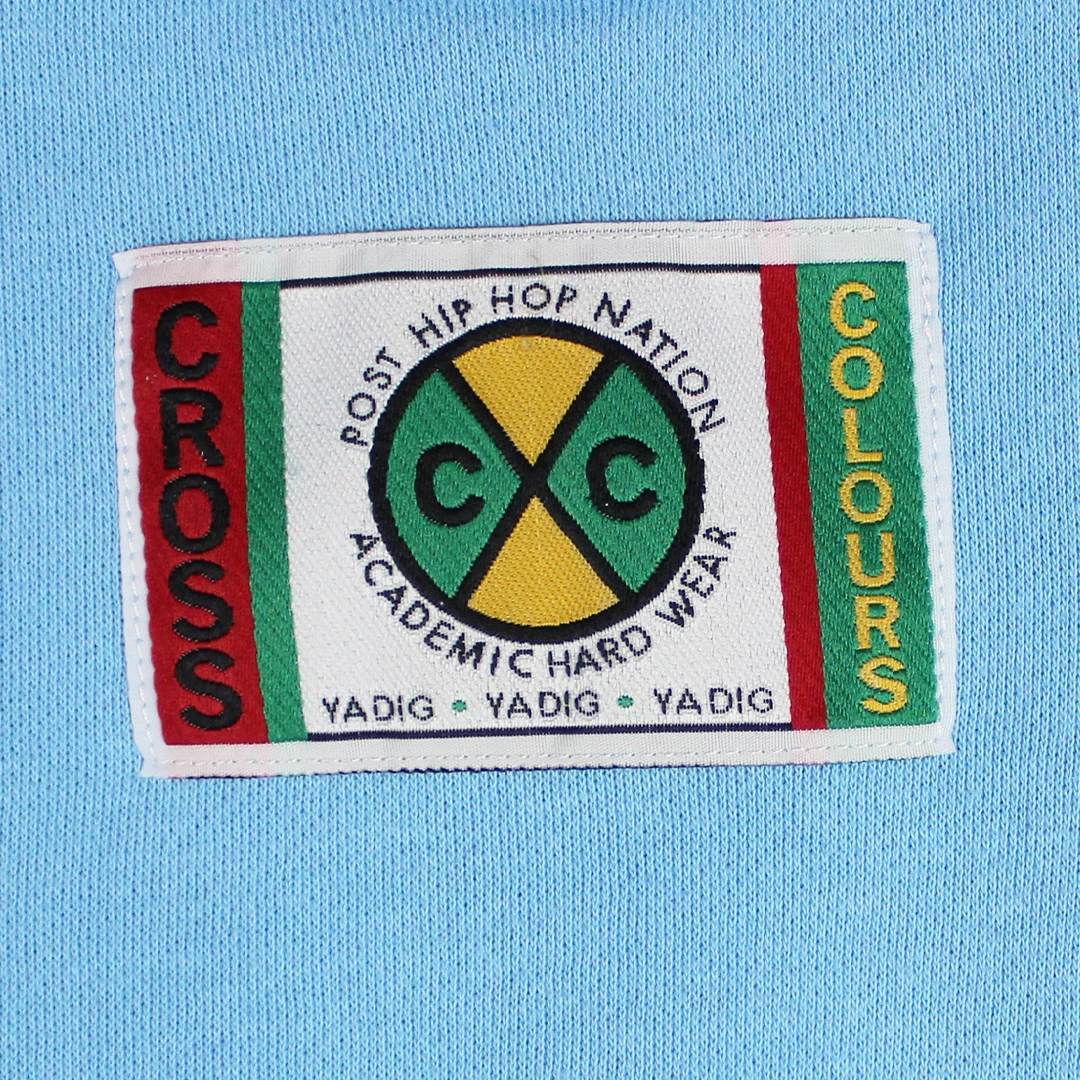 CROSS
POST HIP HOP NATION
C C
ACADEMIC HARD WEAR
YADIG • YADIG • YADIG
COLOURS